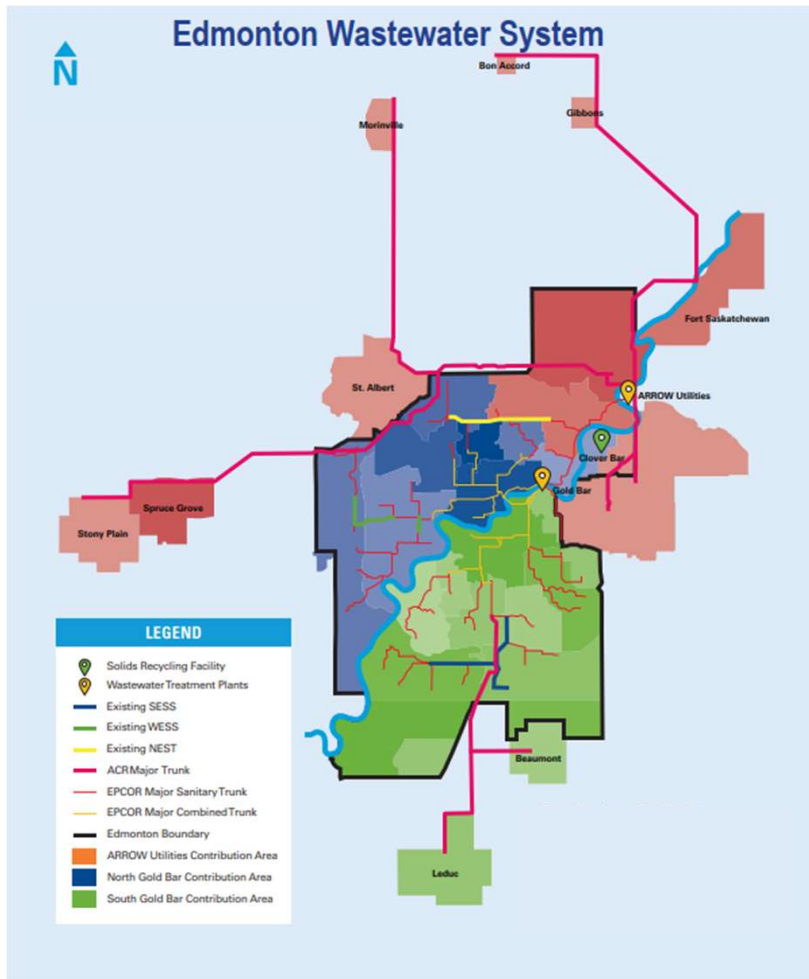 Edmonton Wastewater System
N
Bon Accord
Morinville
Gibbons
Fort Saskatchewan
St. Albert
ARROW Utilities
Clover Bar
Gold Bar
Spruce Grove
Stony Plain
LEGEND
Solids Recycling Facility
Wastewater Treatment Plants
Existing SESS
Existing WESS
Existing NEST
ACR Major Trunk
EPCOR Major Sanitary Trunk
EPCOR Major Combined Trunk
Edmonton Boundary
ARROW Utilities Contribution Area
North Gold Bar Contribution Area
South Gold Bar Contribution Area
Beaumont
Leduc